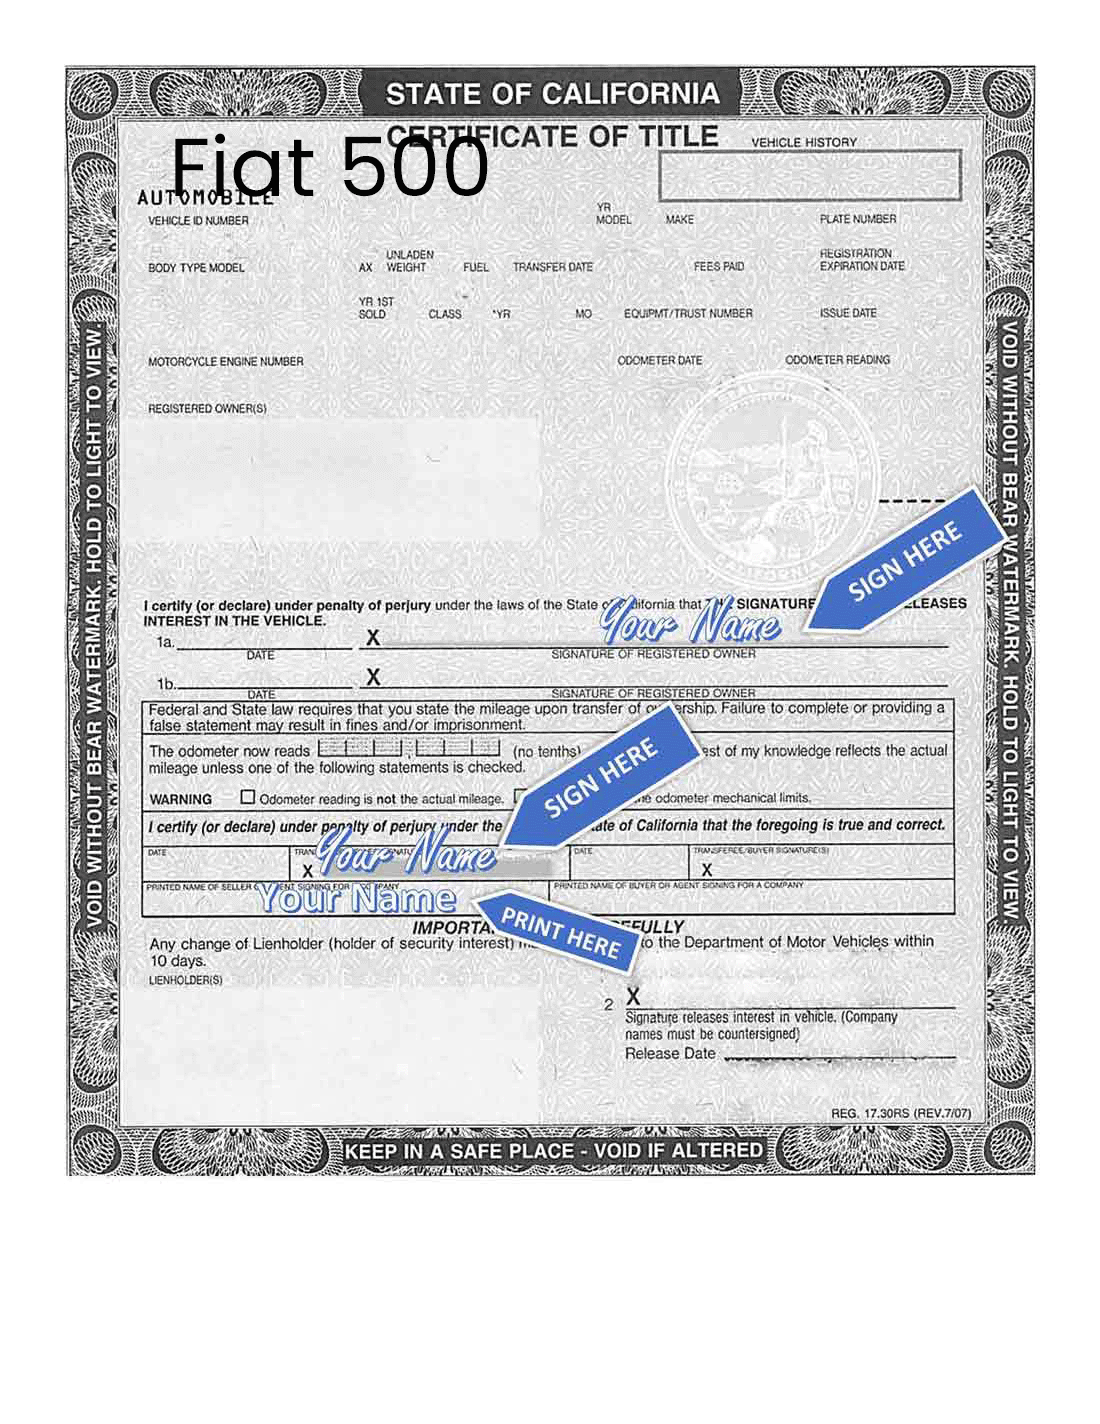 STATE OF CALIFORNIA
CERTIFICATE OF TITLE
Fiat 500
VEHICLE HISTORY
AUTOMOBILE
VEHICLE ID NUMBER
YR
MODEL MAKE PLATE NUMBER
BODY TYPE MODEL AX UNLADEN WEIGHT FUEL TRANSFER DATE FEES PAID REGISTRATION EXPIRATION DATE
YR 1ST SOLD CLASS *YR MO EQUIPMT/TRUST NUMBER ISSUE DATE
MOTORCYCLE ENGINE NUMBER ODOMETER DATE ODOMETER READING
REGISTERED OWNER(S)
SIGN HERE
I certify (or declare) under penalty of perjury under the laws of the State of California that THE SIGNATURE RELEASES
INTEREST IN THE VEHICLE.
Your Name
1a. X
DATE SIGNATURE OF REGISTERED OWNER
1b. X
DATE SIGNATURE OF REGISTERED OWNER
Federal and State law requires that you state the mileage upon transfer of ownership. Failure to complete or providing a
false statement may result in fines and/or imprisonment.
The odometer now reads (no tenths) best of my knowledge reflects the actual
mileage unless one of the following statements is checked.
SIGN HERE
WARNING Odometer reading is not the actual mileage. the odometer mechanical limits.
I certify (or declare) under penalty of perjury under the State of California that the foregoing is true and correct.
DATE DATE TRANSFEREE/BUYER SIGNATURE(S)
X Your Name X
PRINTED NAME OF SELLER OR AGENT SIGNING FOR A COMPANY PRINTED NAME OF BUYER OR AGENT SIGNING FOR A COMPANY
Your Name
PRINT HERE
IMPORTANT CAREFULLY
Any change of Lienholder (holder of security interest) to the Department of Motor Vehicles within
10 days.
LIENHOLDER(S)
2 X
Signature releases interest in vehicle. (Company
names must be countersigned)
Release Date
REG. 17.30RS (REV.7/07)
KEEP IN A SAFE PLACE - VOID IF ALTERED
VOID WITHOUT BEAR WATERMARK. HOLD TO LIGHT TO VIEW.
VOID WITHOUT BEAR WATERMARK. HOLD TO LIGHT TO VIEW.